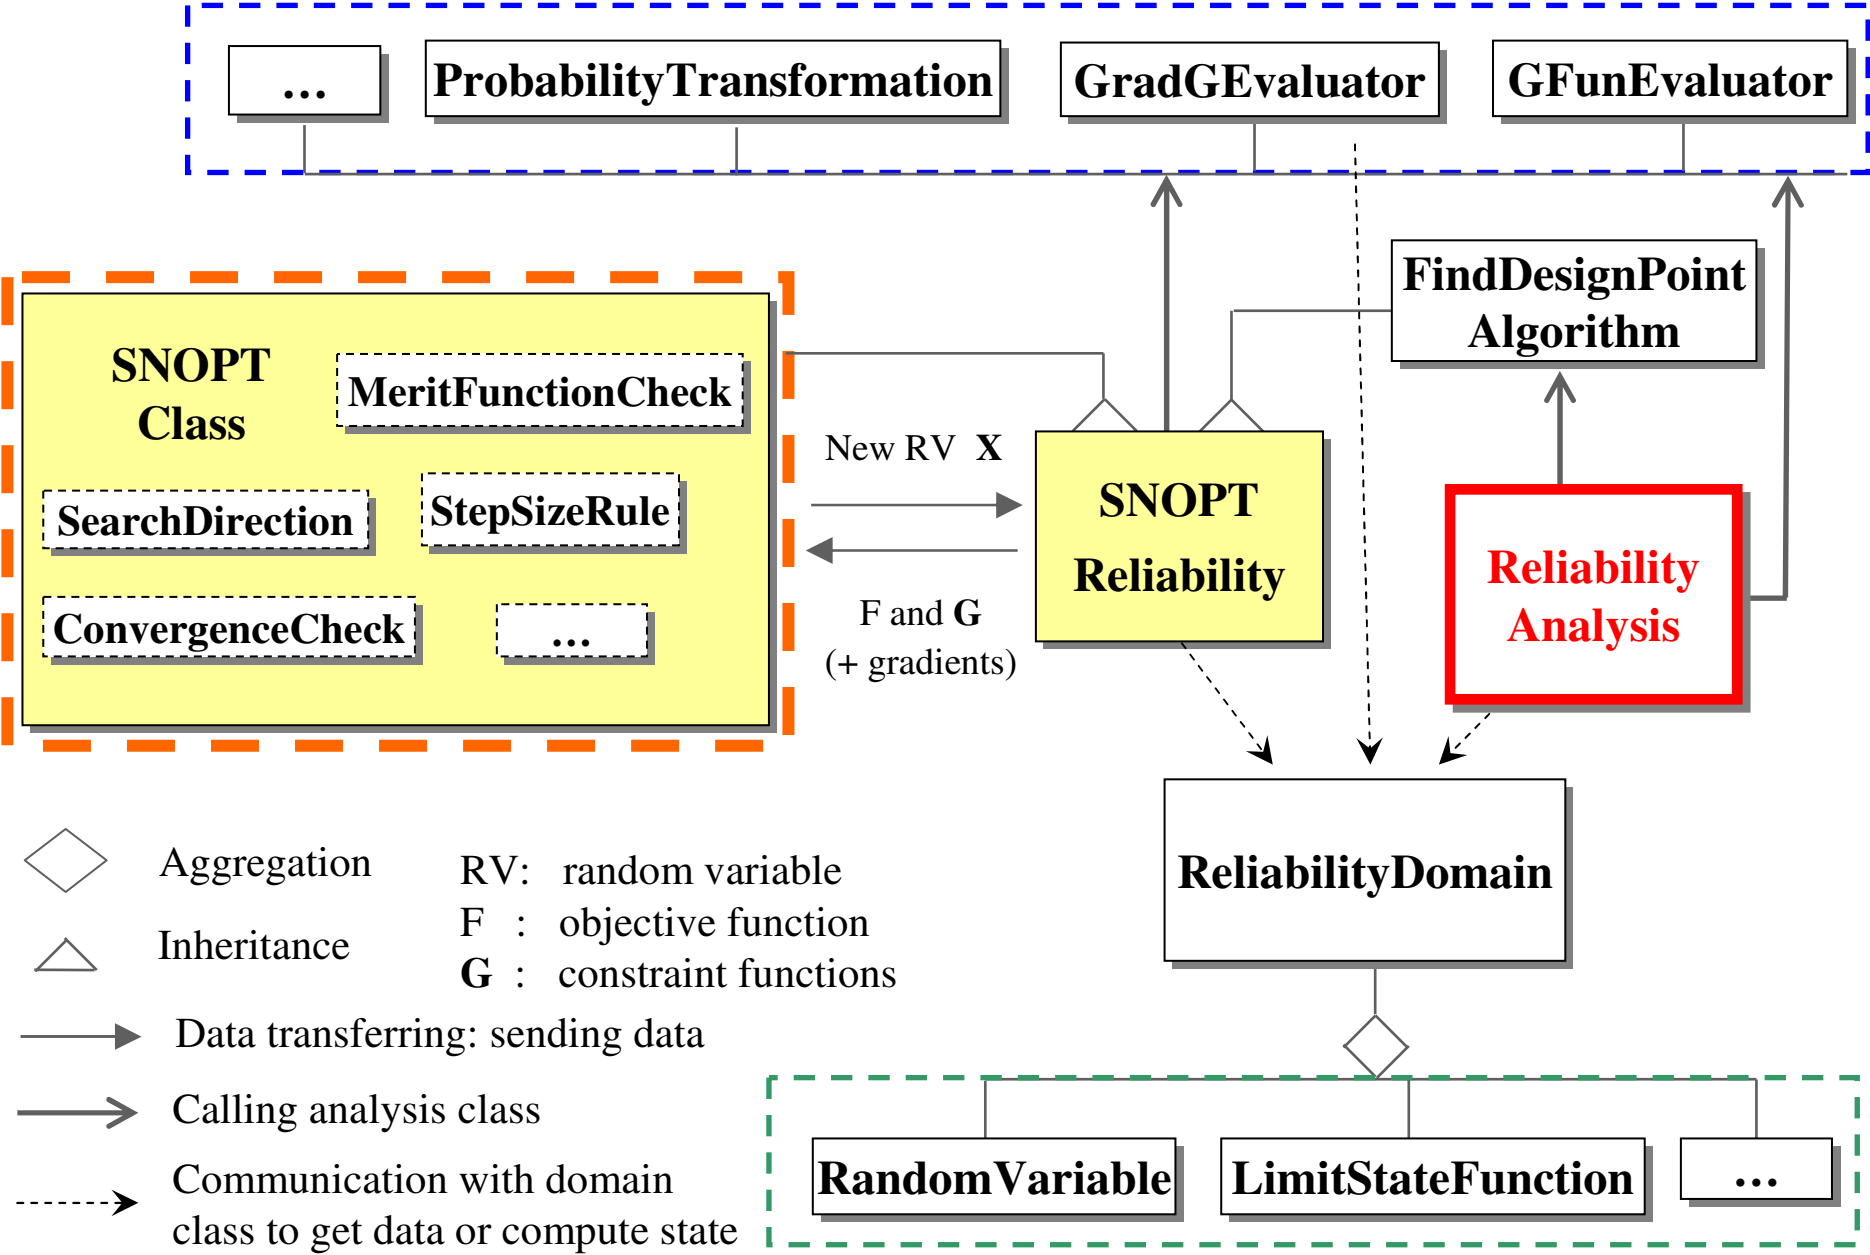 ...
ProbabilityTransformation
GradGEvaluator
GFunEvaluator
FindDesignPoint
Algorithm
SNOPT
Class
MeritFunctionCheck
SearchDirection
StepSizeRule
ConvergenceCheck
...
New RV X
F and G
(+ gradients)
SNOPT
Reliability
Reliability
Analysis
ReliabilityDomain
Aggregation
Inheritance
RV: random variable
F : objective function
G : constraint functions
Data transferring: sending data
Calling analysis class
Communication with domain
class to get data or compute state
RandomVariable
LimitStateFunction
...